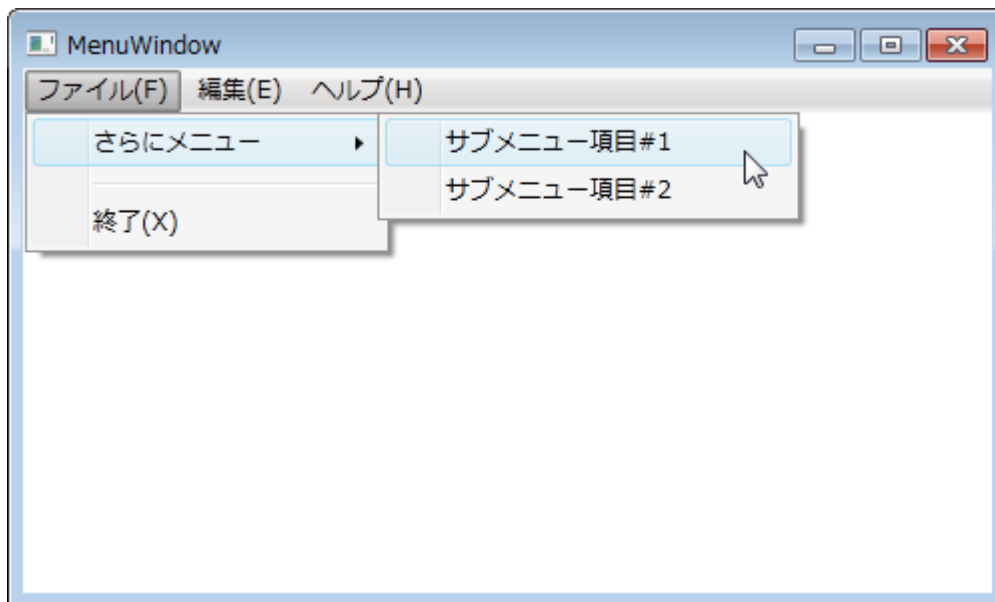 MenuWindow
ファイル(F) 編集(E) ヘルプ(H)
さらにメニュー
サブメニュー項目#1
サブメニュー項目#2
終了(X)